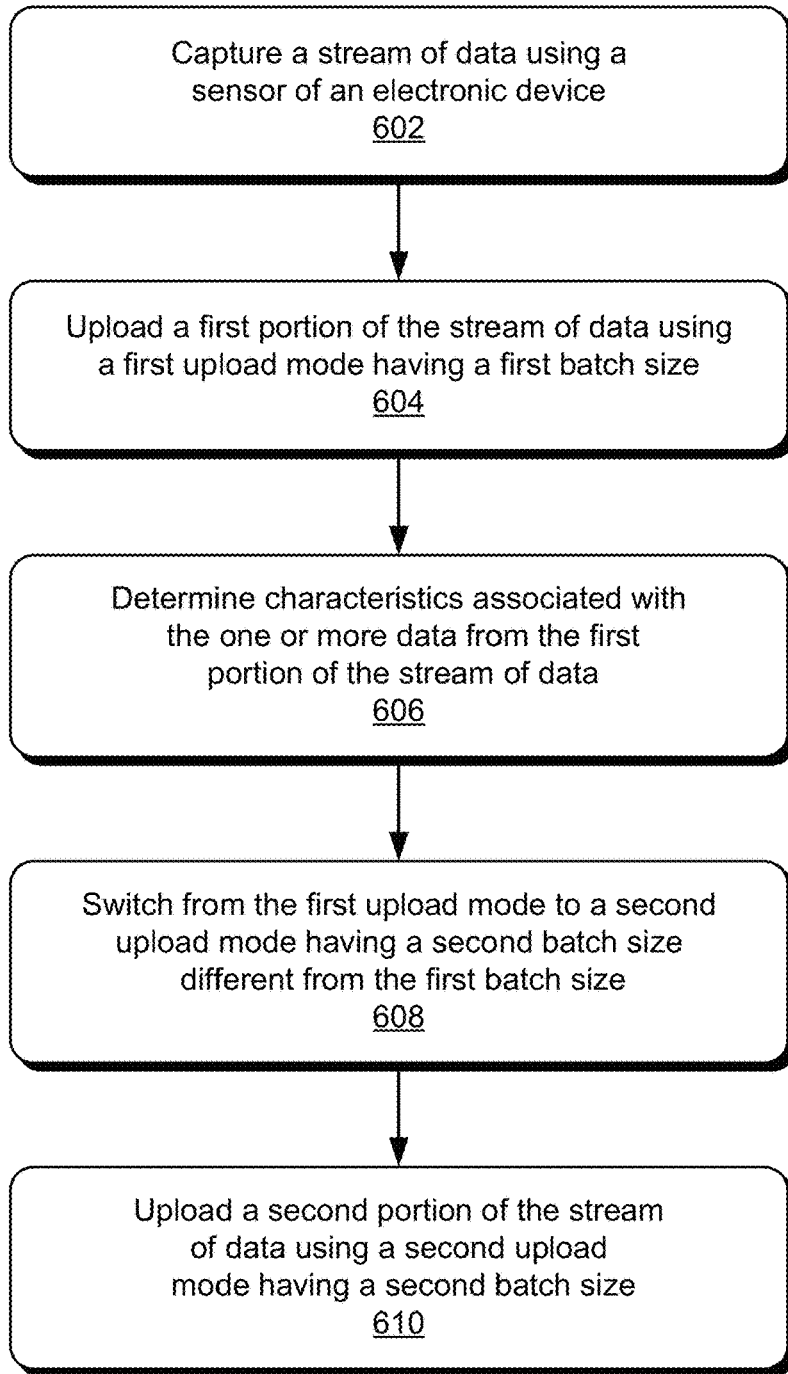 Capture a stream of data using a
sensor of an electronic device
602
Upload a first portion of the stream of data using
a first upload mode having a first batch size
604
Determine characteristics associated with
the one or more data from the first
portion of the stream of data
606
Switch from the first upload mode to a second
upload mode having a second batch size
different from the first batch size
608
Upload a second portion of the stream
of data using a second upload
mode having a second batch size
610